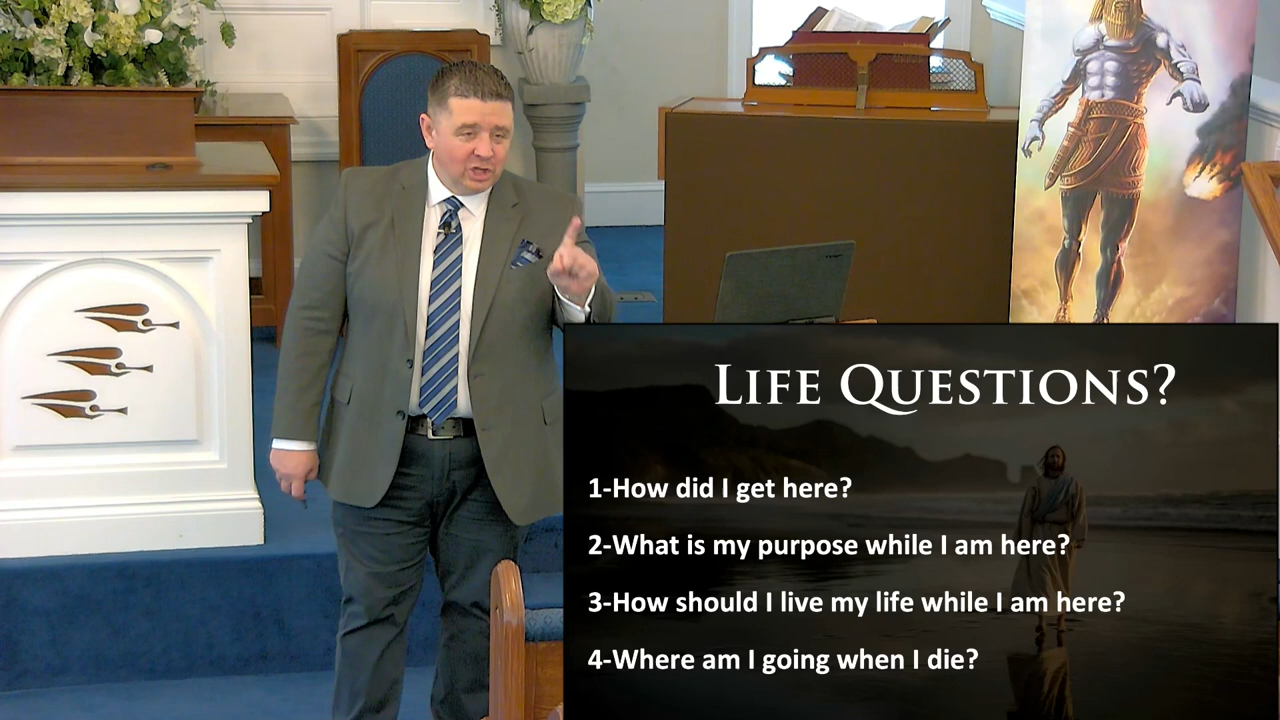 Life Questions?
1-How did I get here?
2-What is my purpose while I am here?
3-How should I live my life while I am here?
4-Where am I going when I die?